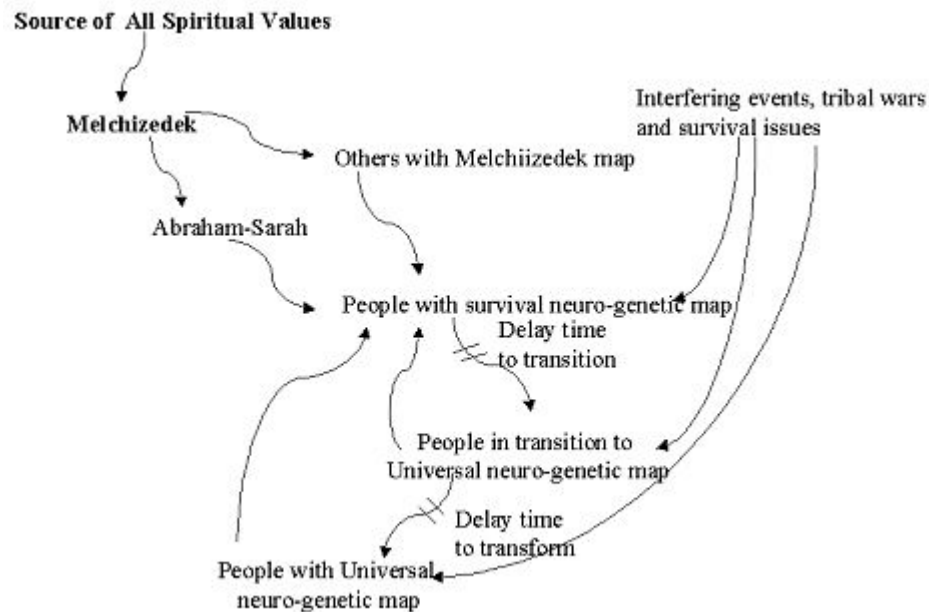 Source of All Spiritual Values
Melchizedek
Interfering events, tribal wars
and survival issues
Others with Melchiizedek map
Abraham-Sarah
People with survival neuro-genetic map
Delay time
to transition
People in transition to
Universal neuro-genetic map
Delay time
to transform
People with Universal
neuro-genetic map